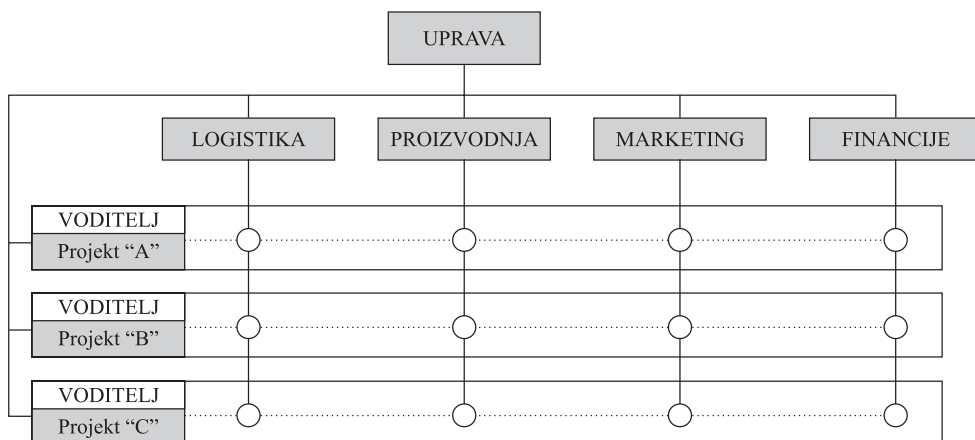 UPRAVA
LOGISTIKA
PROIZVODNJA
MARKETING
FINANCIJE
VODITELJ
Projekt “A”
VODITELJ
Projekt “B”
VODITELJ
Projekt “C”